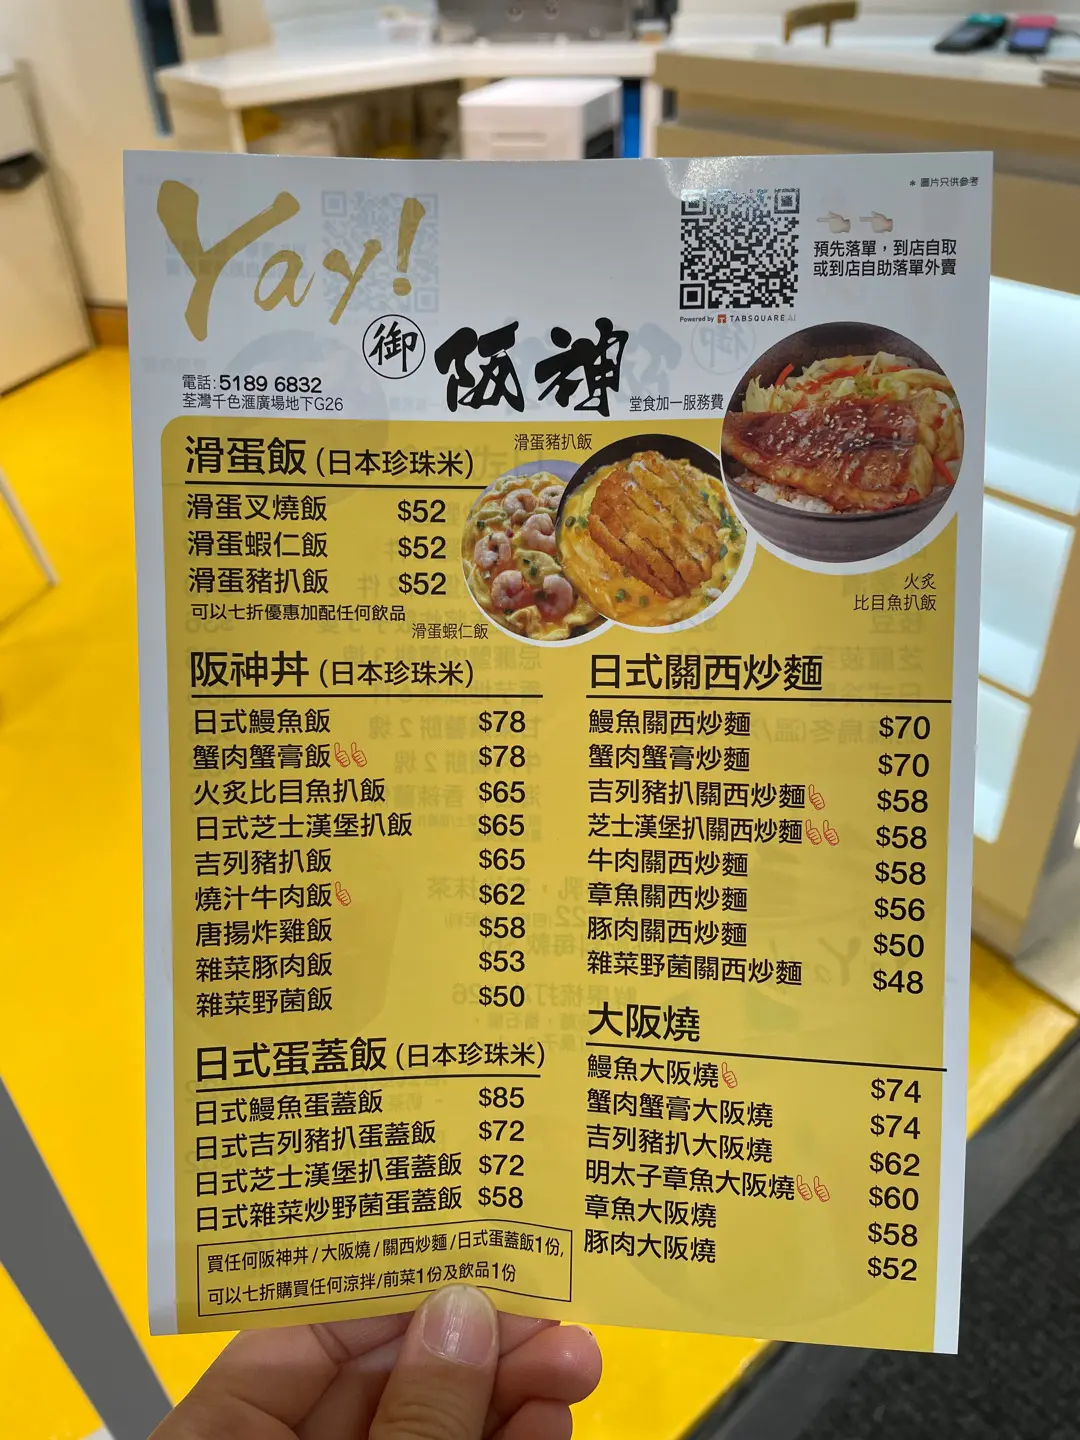 Yay!
* 圖片只供參考
預先落單，到店自取
或到店自助落單外賣
Powered by TABSQUARE AI
御 阪神
電話: 5189 6832
荃灣千色滙廣場地下G26
堂食加一服務費
滑蛋飯 (日本珍珠米)
滑蛋叉燒飯 $52
滑蛋蝦仁飯 $52
滑蛋豬扒飯 $52
可以七折優惠加配任何飲品
滑蛋豬扒飯
滑蛋蝦仁飯
火炙
比目魚扒飯
阪神丼 (日本珍珠米)
日式鰻魚飯 $78
蟹肉蟹膏飯 $78
火炙比目魚扒飯 $65
日式芝士漢堡扒飯 $65
吉列豬扒飯 $65
燒汁牛肉飯 $62
唐揚炸雞飯 $58
雜菜豚肉飯 $53
雜菜野菌飯 $50
日式蛋蓋飯 (日本珍珠米)
日式鰻魚蛋蓋飯 $85
日式吉列豬扒蛋蓋飯 $72
日式芝士漢堡扒蛋蓋飯 $72
日式雜菜炒野菌蛋蓋飯 $58
買任何阪神丼/大阪燒/關西炒麵/日式蛋蓋飯1份,
可以七折購買任何涼拌/前菜1份及飲品1份
日式關西炒麵
鰻魚關西炒麵 $70
蟹肉蟹膏炒麵 $70
吉列豬扒關西炒麵 $58
芝士漢堡扒關西炒麵 $58
牛肉關西炒麵 $58
章魚關西炒麵 $56
豚肉關西炒麵 $50
雜菜野菌關西炒麵 $48
大阪燒
鰻魚大阪燒 $74
蟹肉蟹膏大阪燒 $74
吉列豬扒大阪燒 $62
明太子章魚大阪燒 $60
章魚大阪燒 $58
豚肉大阪燒 $52